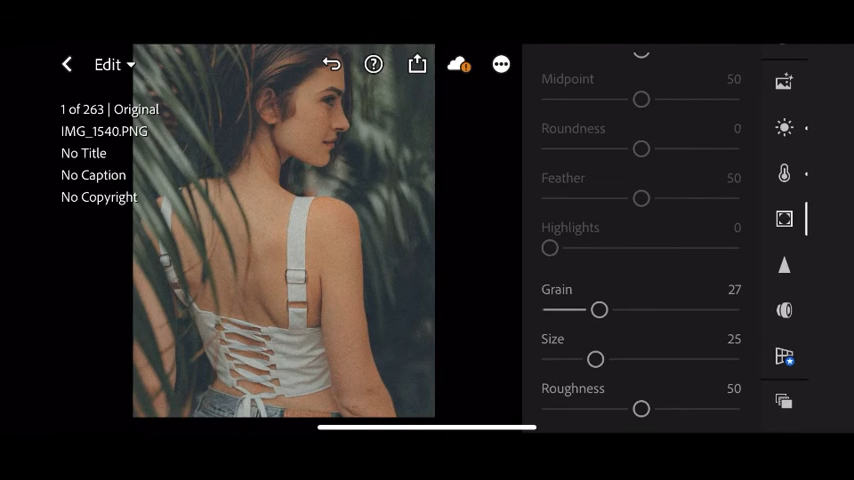 Edit
1 of 263 | Original
IMG_1540.PNG
No Title
No Caption
No Copyright
Midpoint 50
Roundness 0
Feather 50
Highlights 0
Grain 27
Size 25
Roughness 50